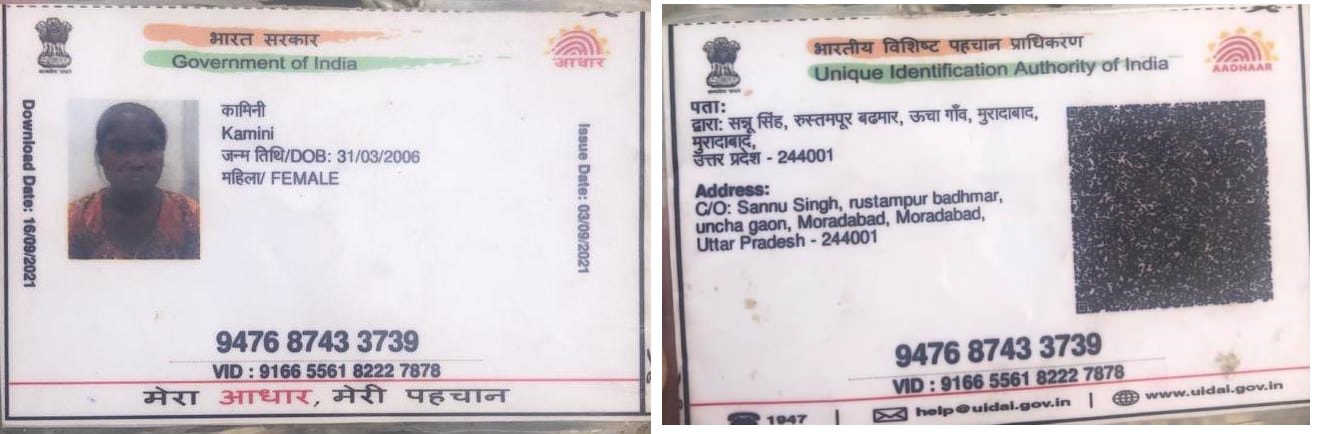 भारत सरकार
Government of India
आधार
Download Date: 16/09/2021
कामिनी
Kamini
जन्म तिथि/DOB: 31/03/2006
महिला/ FEMALE
Issue Date: 03/09/2021
9476 8743 3739
VID : 9166 5561 8222 7878
मेरा आधार, मेरी पहचान
भारतीय विशिष्ट पहचान प्राधिकरण
Unique Identification Authority of India
AADHAAR
पता:
द्वारा: सन्नू सिंह, रुस्तमपूर बढमार, ऊचा गाँव, मुरादाबाद,
मुरादाबाद,
उत्तर प्रदेश - 244001
Address:
C/O: Sannu Singh, rustampur badhmar,
uncha gaon, Moradabad, Moradabad,
Uttar Pradesh - 244001
9476 8743 3739
VID : 9166 5561 8222 7878
1947 | help@uidai.gov.in | www.uidai.gov.in